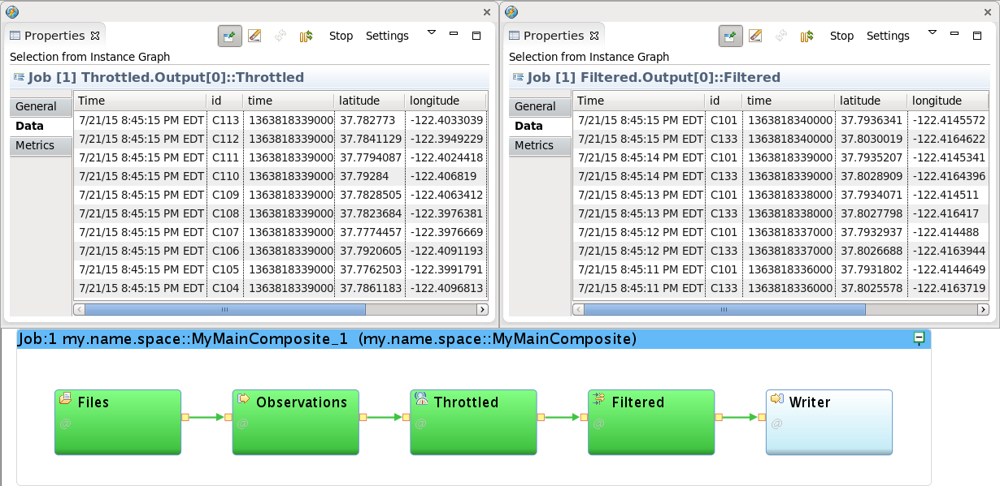 Properties
Stop Settings
Selection from Instance Graph
Job [1] Throttled.Output[0]::Throttled
General
Data
Metrics
Time id time latitude longitude
7/21/15 8:45:15 PM EDT C113 1363818339000 37.782773 -122.4033039
7/21/15 8:45:15 PM EDT C112 1363818339000 37.7841129 -122.3949229
7/21/15 8:45:15 PM EDT C111 1363818339000 37.7794087 -122.4024418
7/21/15 8:45:15 PM EDT C110 1363818339000 37.79284 -122.406819
7/21/15 8:45:15 PM EDT C109 1363818339000 37.7828505 -122.4063412
7/21/15 8:45:15 PM EDT C108 1363818339000 37.7823684 -122.3976381
7/21/15 8:45:15 PM EDT C107 1363818339000 37.7774457 -122.3976669
7/21/15 8:45:15 PM EDT C106 1363818339000 37.7920605 -122.4091193
7/21/15 8:45:15 PM EDT C105 1363818339000 37.7762503 -122.3991791
7/21/15 8:45:15 PM EDT C104 1363818339000 37.7861183 -122.4096813
Properties
Stop Settings
Selection from Instance Graph
Job [1] Filtered.Output[0]::Filtered
General
Data
Metrics
Time id time latitude longitude
7/21/15 8:45:15 PM EDT C101 1363818340000 37.7936341 -122.4145572
7/21/15 8:45:15 PM EDT C133 1363818340000 37.8030019 -122.4164622
7/21/15 8:45:14 PM EDT C101 1363818339000 37.7935207 -122.4145341
7/21/15 8:45:14 PM EDT C133 1363818339000 37.8028909 -122.4164396
7/21/15 8:45:13 PM EDT C101 1363818338000 37.7934071 -122.414511
7/21/15 8:45:13 PM EDT C133 1363818338000 37.8027798 -122.416417
7/21/15 8:45:12 PM EDT C101 1363818337000 37.7932937 -122.414488
7/21/15 8:45:12 PM EDT C133 1363818337000 37.8026688 -122.4163944
7/21/15 8:45:11 PM EDT C101 1363818336000 37.7931802 -122.4144649
7/21/15 8:45:11 PM EDT C133 1363818336000 37.8025578 -122.4163719
Job:1 my.name.space::MyMainComposite_1 (my.name.space::MyMainComposite)
Files
@
Observations
@
Throttled
@
Filtered
@
Writer
@